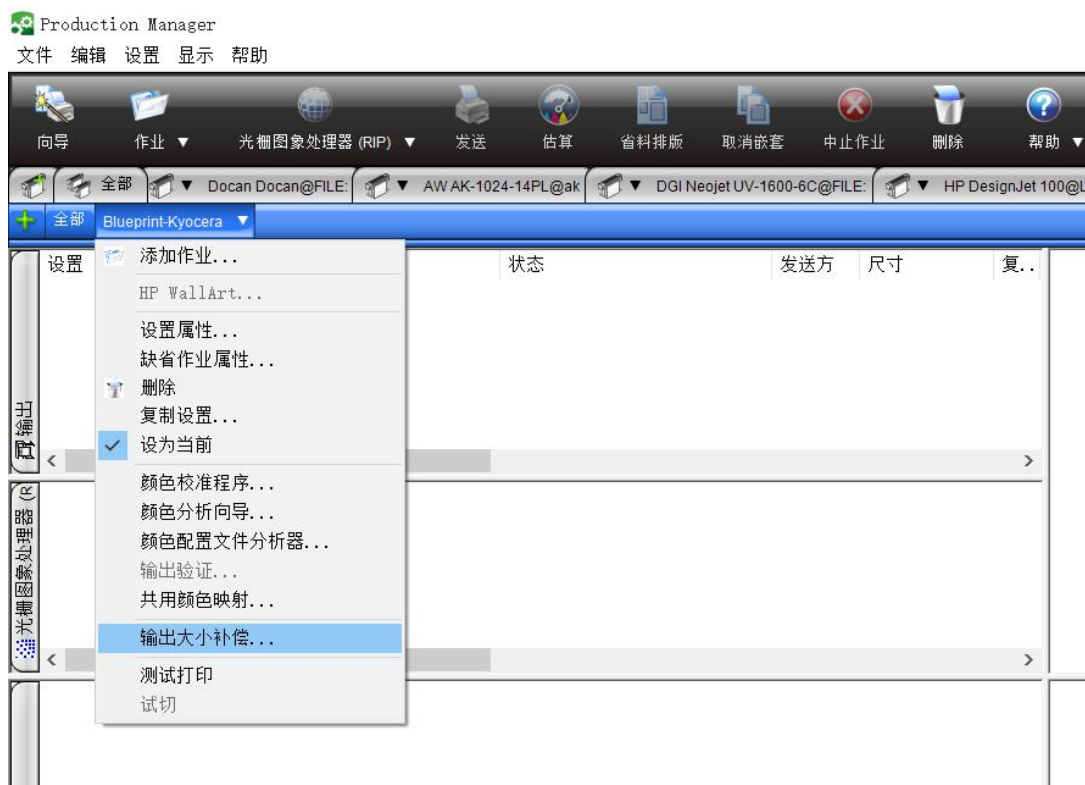 Production Manager
文件 编辑 设置 显示 帮助
向导 作业 ▼ 光栅图象处理器 (RIP) ▼ 发送 估算 省料排版 取消嵌套 中止作业 删除 帮助 ▼
全部 ▼ Docan Docan@FILE: ▼ AW AK-1024-14PL@ak ▼ DGI Neojet UV-1600-6C@FILE: ▼ HP DesignJet 100@L
全部 Blueprint-Kyocera ▼
设置 状态 发送方 尺寸 复..
添加作业...
HP WallArt...
设置属性...
缺省作业属性...
删除
复制设置...
设为当前
颜色校准程序...
颜色分析向导...
颜色配置文件分析器...
输出验证...
共用颜色映射...
输出大小补偿...
测试打印
试切
输出
光栅图象处理器 (R